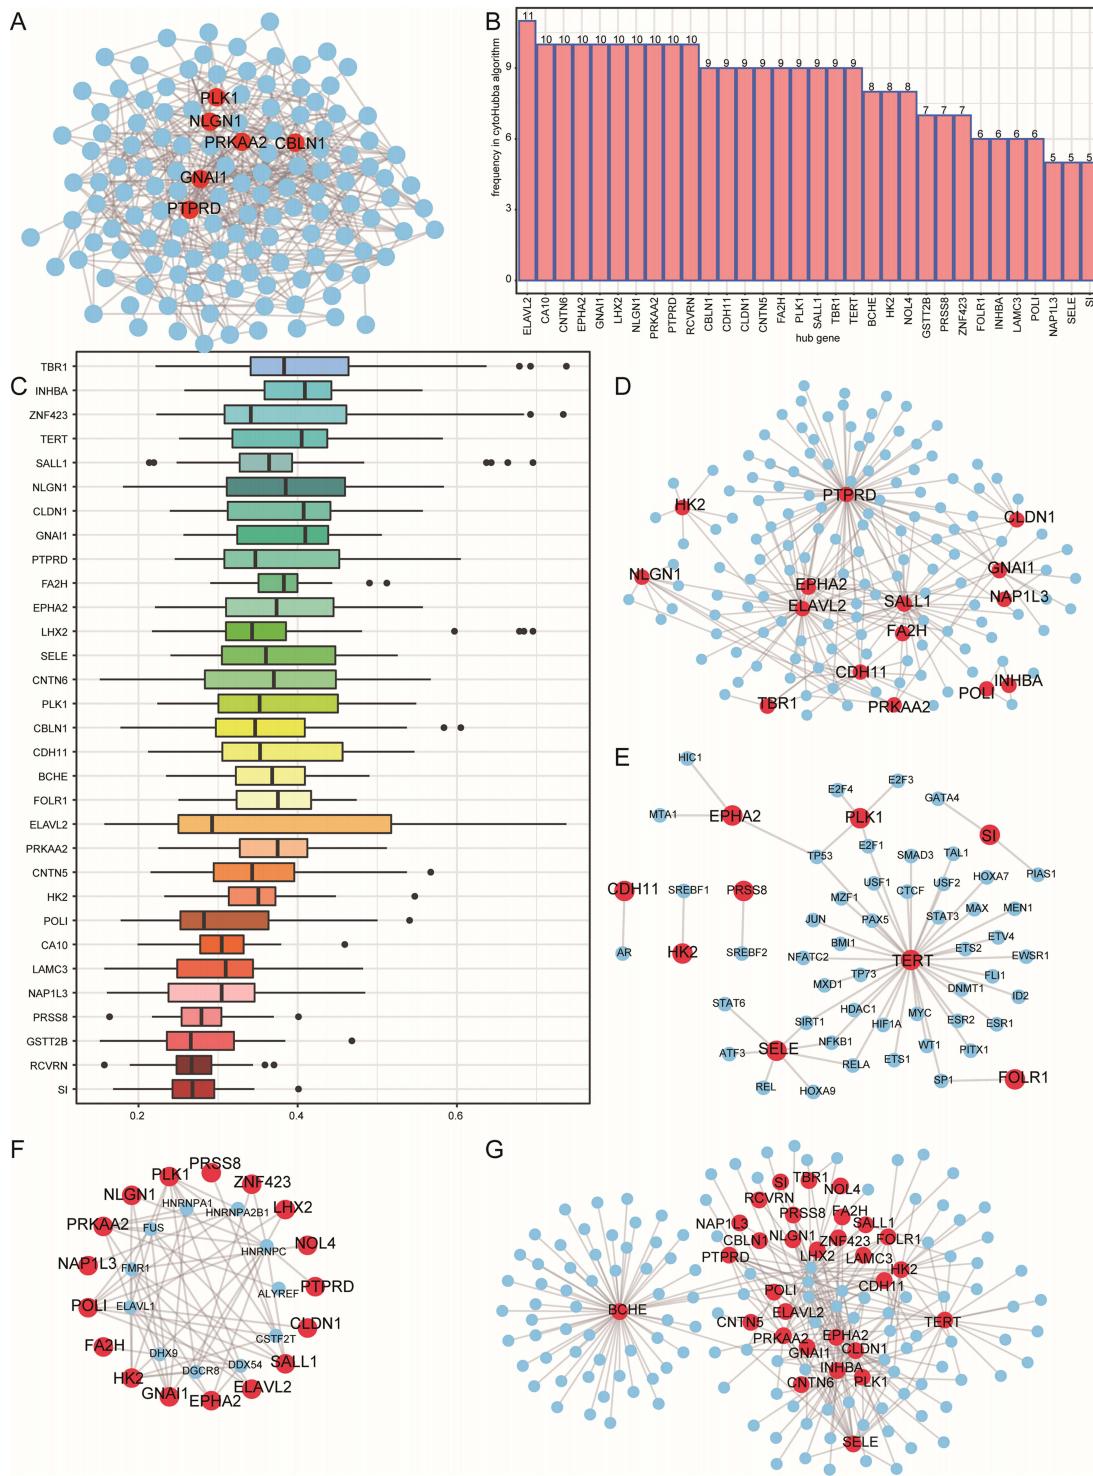 A
PLK1
NLGN1
PRKAA2 CBLN1
GNAI1
PTPRD
B
frequency in cytoHubba algorithm
9
6
3
0
11
10 10 10 10 10 10 10 10 10
9 9 9 9 9 9 9 9 9
8 8 8
7 7 7
6 6 6 6
5 5 5
ELAVL2 CA10 CNTN6 EPHA2 GNAI1 LHX2 NLGN1 PRKAA2 PTPRD RCVRN CBLN1 CDH11 CLDN1 CNTN5 FA2H PLK1 SALL1 TBR1 TERT BCHE HK2 NOL4 GSTT2B PRSS8 ZNF423 FOLR1 INHBA LAMC3 POLI NAP1L3 SELE SI
hub gene
C
TBR1
INHBA
ZNF423
TERT
SALL1
NLGN1
CLDN1
GNAI1
PTPRD
FA2H
EPHA2
LHX2
SELE
CNTN6
PLK1
CBLN1
CDH11
BCHE
FOLR1
ELAVL2
PRKAA2
CNTN5
HK2
POLI
CA10
LAMC3
NAP1L3
PRSS8
GSTT2B
RCVRN
SI
0.2 0.4 0.6
D
PTPRD
HK2
CLDN1
NLGN1
GNAI1
EPHA2
NAP1L3
ELAVL2 SALL1
FA2H
CDH11
INHBA
POLI
TBR1 PRKAA2
E
HIC1
E2F3
E2F4
GATA4
MTA1 EPHA2 PLK1
SI
E2F1
TP53 SMAD3 TAL1
PIAS1
CDH11 SREBF1 PRSS8
USF1 USF2 HOXA7
MZF1 CTCF
MAX MEN1
JUN PAX5 STAT3
ETV4
BMI1 ETS2
AR HK2 SREBF2 NFATC2 TERT EWSR1
TP73 FLI1
MXD1 DNMT1
ID2
STAT6 HDAC1 MYC
SIRT1 HIF1A ESR2 ESR1
NFKB1 WT1
ATF3 SELE PITX1
RELA ETS1
REL HOXA9 SP1 FOLR1
F
PRSS8
PLK1 ZNF423
NLGN1 HNRNPA1 LHX2
HNRNPA2B1
PRKAA2 FUS
NOL4
HNRNPC
NAP1L3 FMR1
PTPRD
ALYREF
POLI ELAVL1
CLDN1
CSTF2T
FA2H DHX9
DDX54 SALL1
DGCR8
HK2
ELAVL2
GNAI1 EPHA2
G
TBR1
SI NOL4
RCVRN
PRSS8 FA2H
NAP1L3 SALL1
CBLN1 NLGN1 ZNF423 FOLR1
PTPRD LHX2 LAMC3
HK2
POLI CDH11
BCHE ELAVL2
CNTN5 TERT
PRKAA2 EPHA2
GNAI1 CLDN1
INHBA
CNTN6 PLK1
SELE